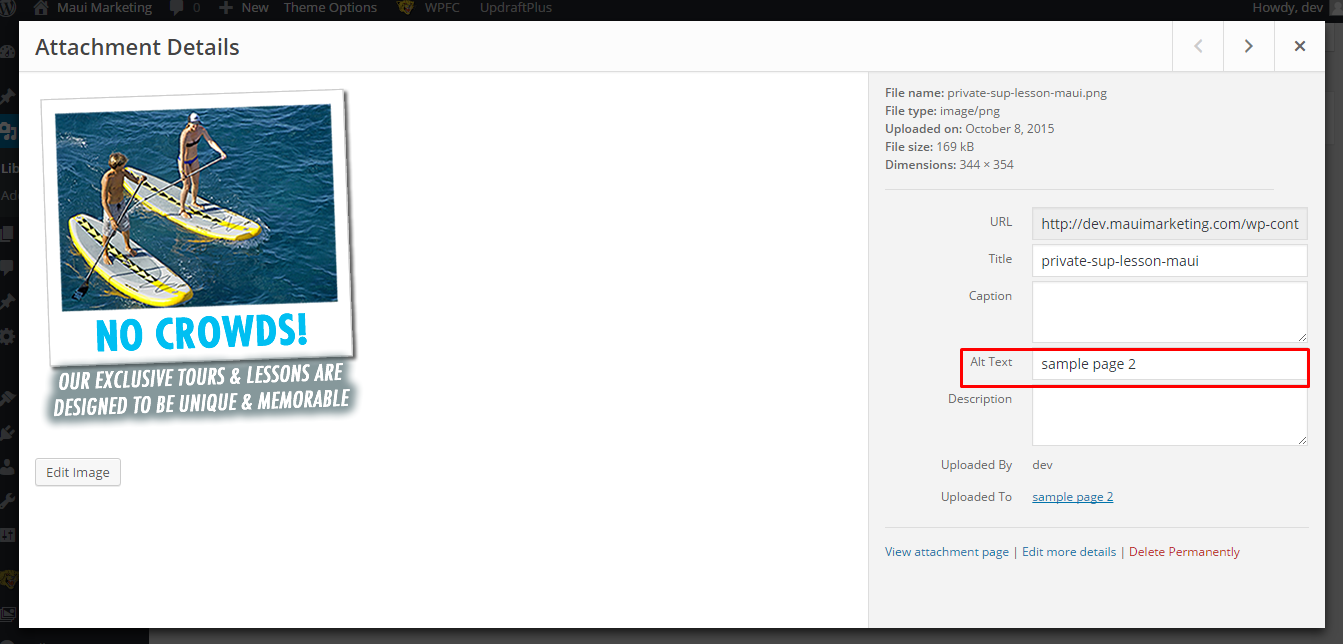 Maui Marketing 0 New Theme Options WPFC UpdraftPlus Howdy, dev
Attachment Details
NO CROWDS!
OUR EXCLUSIVE TOURS & LESSONS ARE
DESIGNED TO BE UNIQUE & MEMORABLE
Edit Image
File name: private-sup-lesson-maui.png
File type: image/png
Uploaded on: October 8, 2015
File size: 169 kB
Dimensions: 344 × 354
URL http://dev.mauimarketing.com/wp-cont
Title private-sup-lesson-maui
Caption
Alt Text sample page 2
Description
Uploaded By dev
Uploaded To sample page 2
View attachment page | Edit more details | Delete Permanently
Lib
Ad